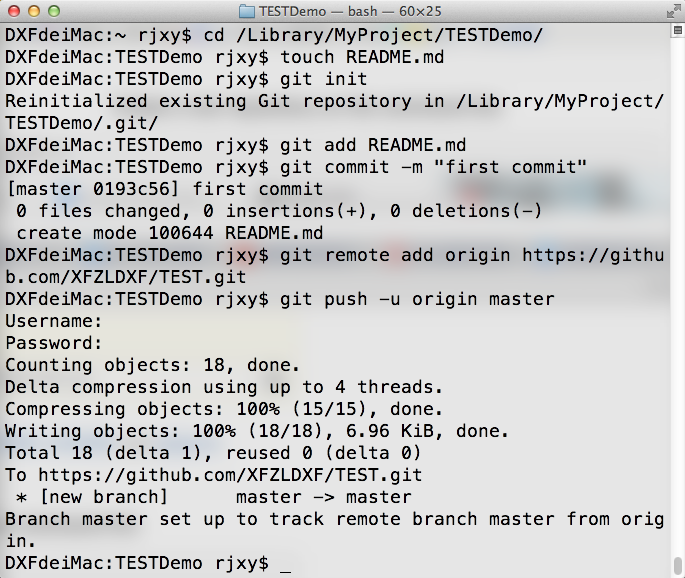 TESTDemo — bash — 60×25
DXFdeiMac:~ rjxy$ cd /Library/MyProject/TESTDemo/
DXFdeiMac:TESTDemo rjxy$ touch README.md
DXFdeiMac:TESTDemo rjxy$ git init
Reinitialized existing Git repository in /Library/MyProject/
TESTDemo/.git/
DXFdeiMac:TESTDemo rjxy$ git add README.md
DXFdeiMac:TESTDemo rjxy$ git commit -m "first commit"
[master 0193c56] first commit
 0 files changed, 0 insertions(+), 0 deletions(-)
 create mode 100644 README.md
DXFdeiMac:TESTDemo rjxy$ git remote add origin https://githu
b.com/XFZLDXF/TEST.git
DXFdeiMac:TESTDemo rjxy$ git push -u origin master
Username:
Password:
Counting objects: 18, done.
Delta compression using up to 4 threads.
Compressing objects: 100% (15/15), done.
Writing objects: 100% (18/18), 6.96 KiB, done.
Total 18 (delta 1), reused 0 (delta 0)
To https://github.com/XFZLDXF/TEST.git
 * [new branch]      master -> master
Branch master set up to track remote branch master from orig
in.
DXFdeiMac:TESTDemo rjxy$ _